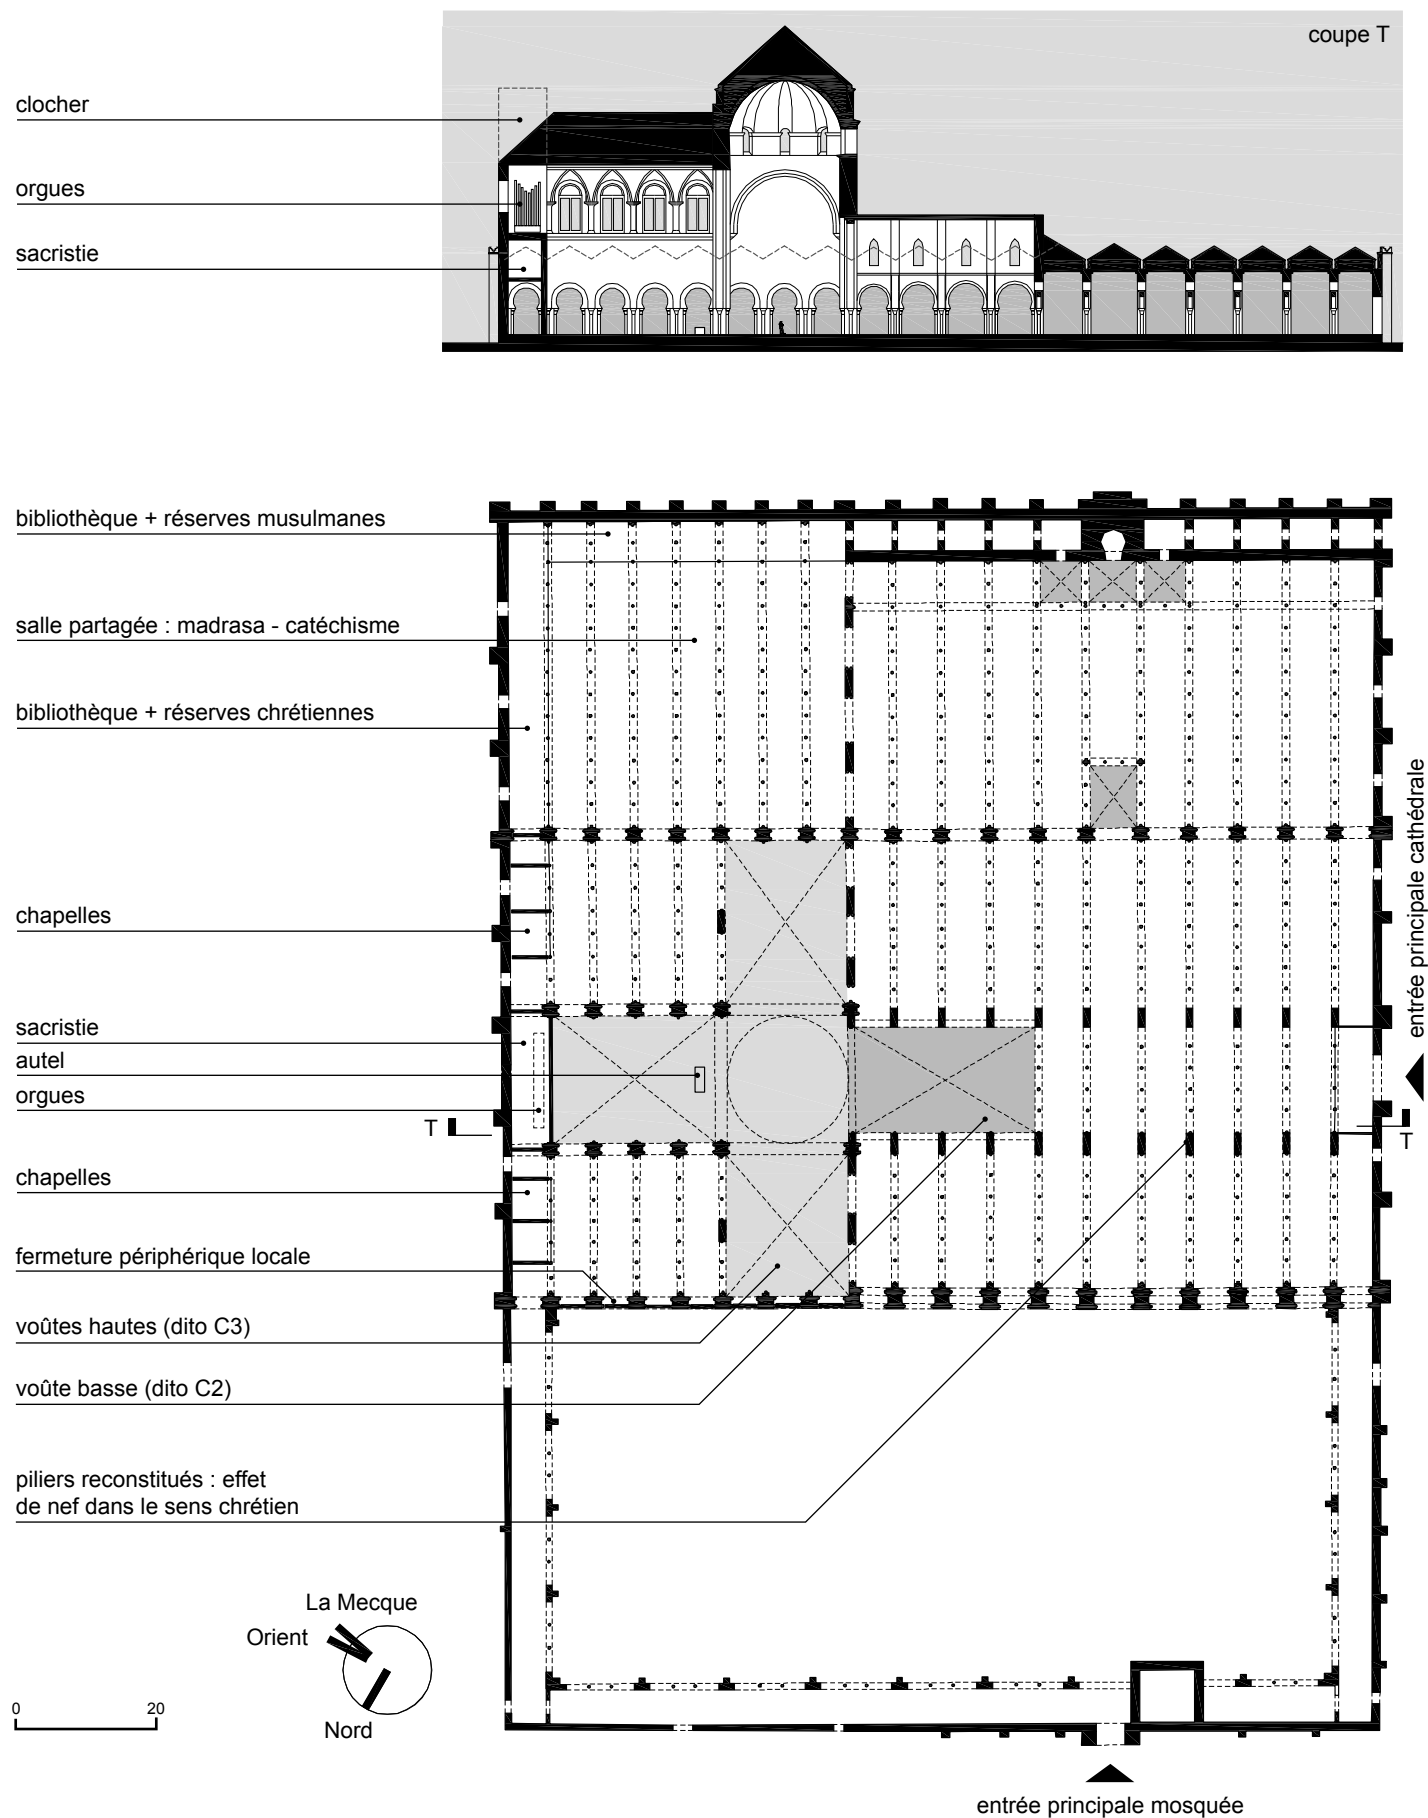 coupe T
clocher
orgues
sacristie
bibliothèque + réserves musulmanes
salle partagée : madrasa - catéchisme
bibliothèque + réserves chrétiennes
entrée principale cathédrale
chapelles
sacristie
autel
orgues
T
T
chapelles
fermeture périphérique locale
voûtes hautes (dito C3)
voûte basse (dito C2)
piliers reconstitués : effet
de nef dans le sens chrétien
La Mecque
Orient
Nord
0 20
entrée principale mosquée